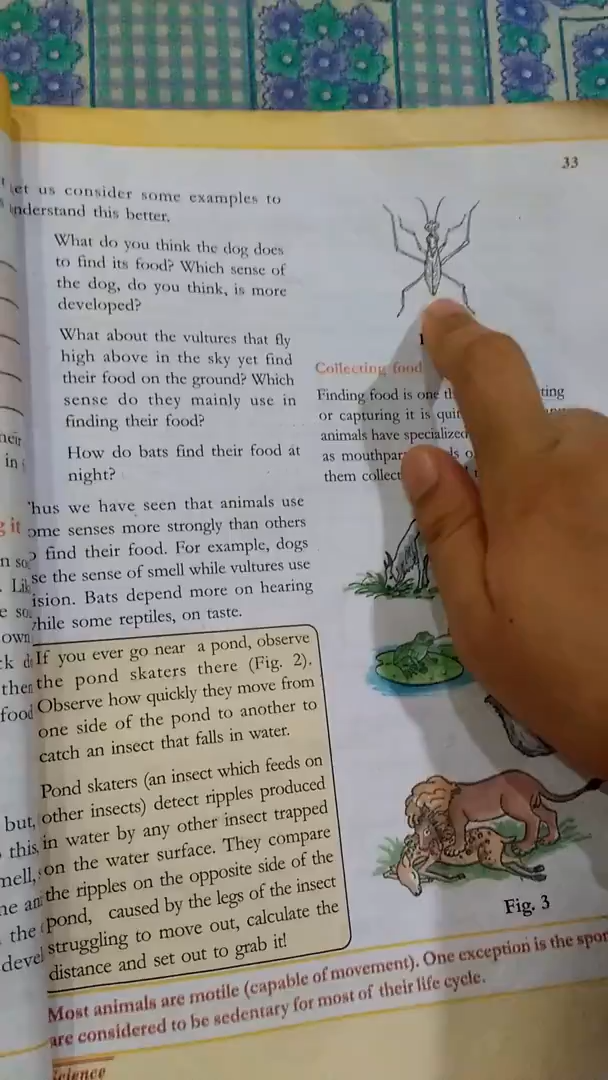 33
et us consider some examples to
understand this better.
What do you think the dog does
to find its food? Which sense of
the dog, do you think, is more
developed?
What about the vultures that fly
high above in the sky yet find
their food on the ground? Which
sense do they mainly use in
finding their food?
How do bats find their food at
night?
hus we have seen that animals use
ome senses more strongly than others
find their food. For example, dogs
se the sense of smell while vultures use
ision. Bats depend more on hearing
while some reptiles, on taste.
If you ever go near a pond, observe
the pond skaters there (Fig. 2).
Observe how quickly they move from
one side of the pond to another to
catch an insect that falls in water.
Pond skaters (an insect which feeds on
other insects) detect ripples produced
in water by any other insect trapped
on the water surface. They compare
the ripples on the opposite side of the
pond, caused by the legs of the insect
struggling to move out, calculate the
distance and set out to grab it!
Collecting food
Finding food is one
or capturing it is
animals have specialized
as
them collect
Fig. 3
Most animals are motile (capable of movement). One exception is the spon
are considered to be sedentary for most of their life cycle.
Science